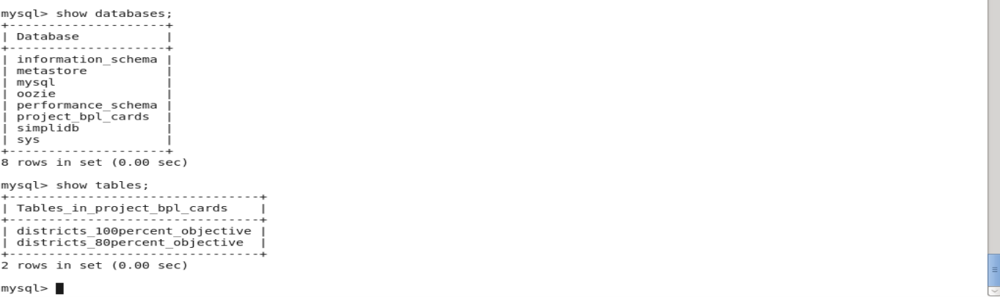 mysql> show databases;
+--------------------+
| Database           |
+--------------------+
| information_schema |
| metastore          |
| mysql              |
| oozie              |
| performance_schema |
| project_bpl_cards  |
| simplidb           |
| sys                |
+--------------------+
8 rows in set (0.00 sec)
mysql> show tables;
+--------------------------------+
| Tables_in_project_bpl_cards    |
+--------------------------------+
| districts_100percent_objective |
| districts_80percent_objective  |
+--------------------------------+
2 rows in set (0.00 sec)
mysql>